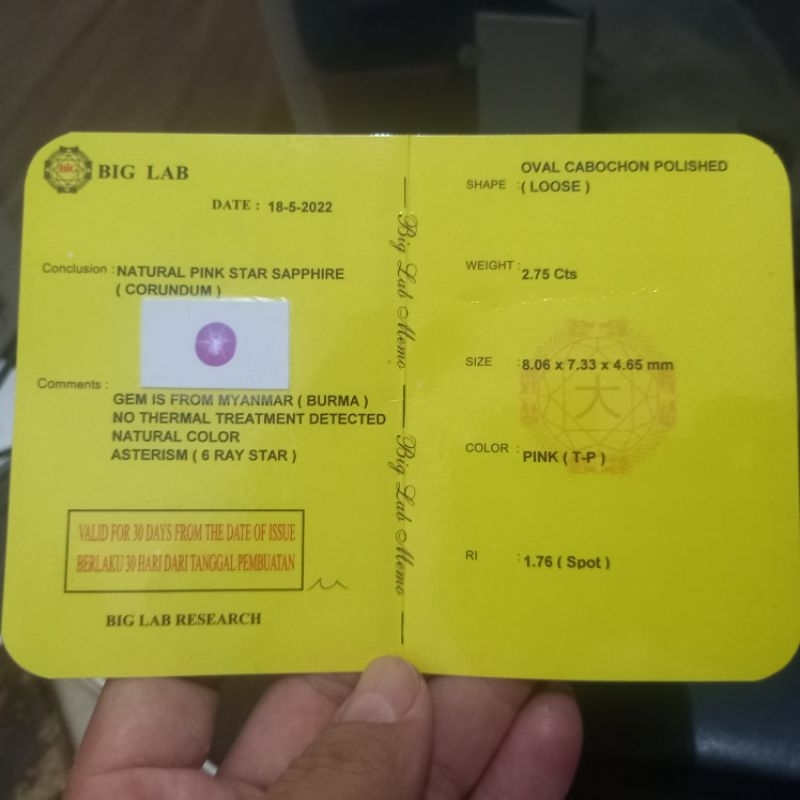 BIG
BIG LAB
DATE : 18-5-2022
Conclusion : NATURAL PINK STAR SAPPHIRE
( CORUNDUM )
Comments :
GEM IS FROM MYANMAR ( BURMA )
NO THERMAL TREATMENT DETECTED
NATURAL COLOR
ASTERISM ( 6 RAY STAR )
VALID FOR 30 DAYS FROM THE DATE OF ISSUE
BERLAKU 30 HARI DARI TANGGAL PEMBUATAN
BIG LAB RESEARCH
Big Lab Memo
Big Lab Memo
OVAL CABOCHON POLISHED
SHAPE : ( LOOSE )
WEIGHT : 2.75 Cts
SIZE : 8.06 x 7.33 x 4.65 mm
大
COLOR : PINK ( T-P )
RI : 1.76 ( Spot )